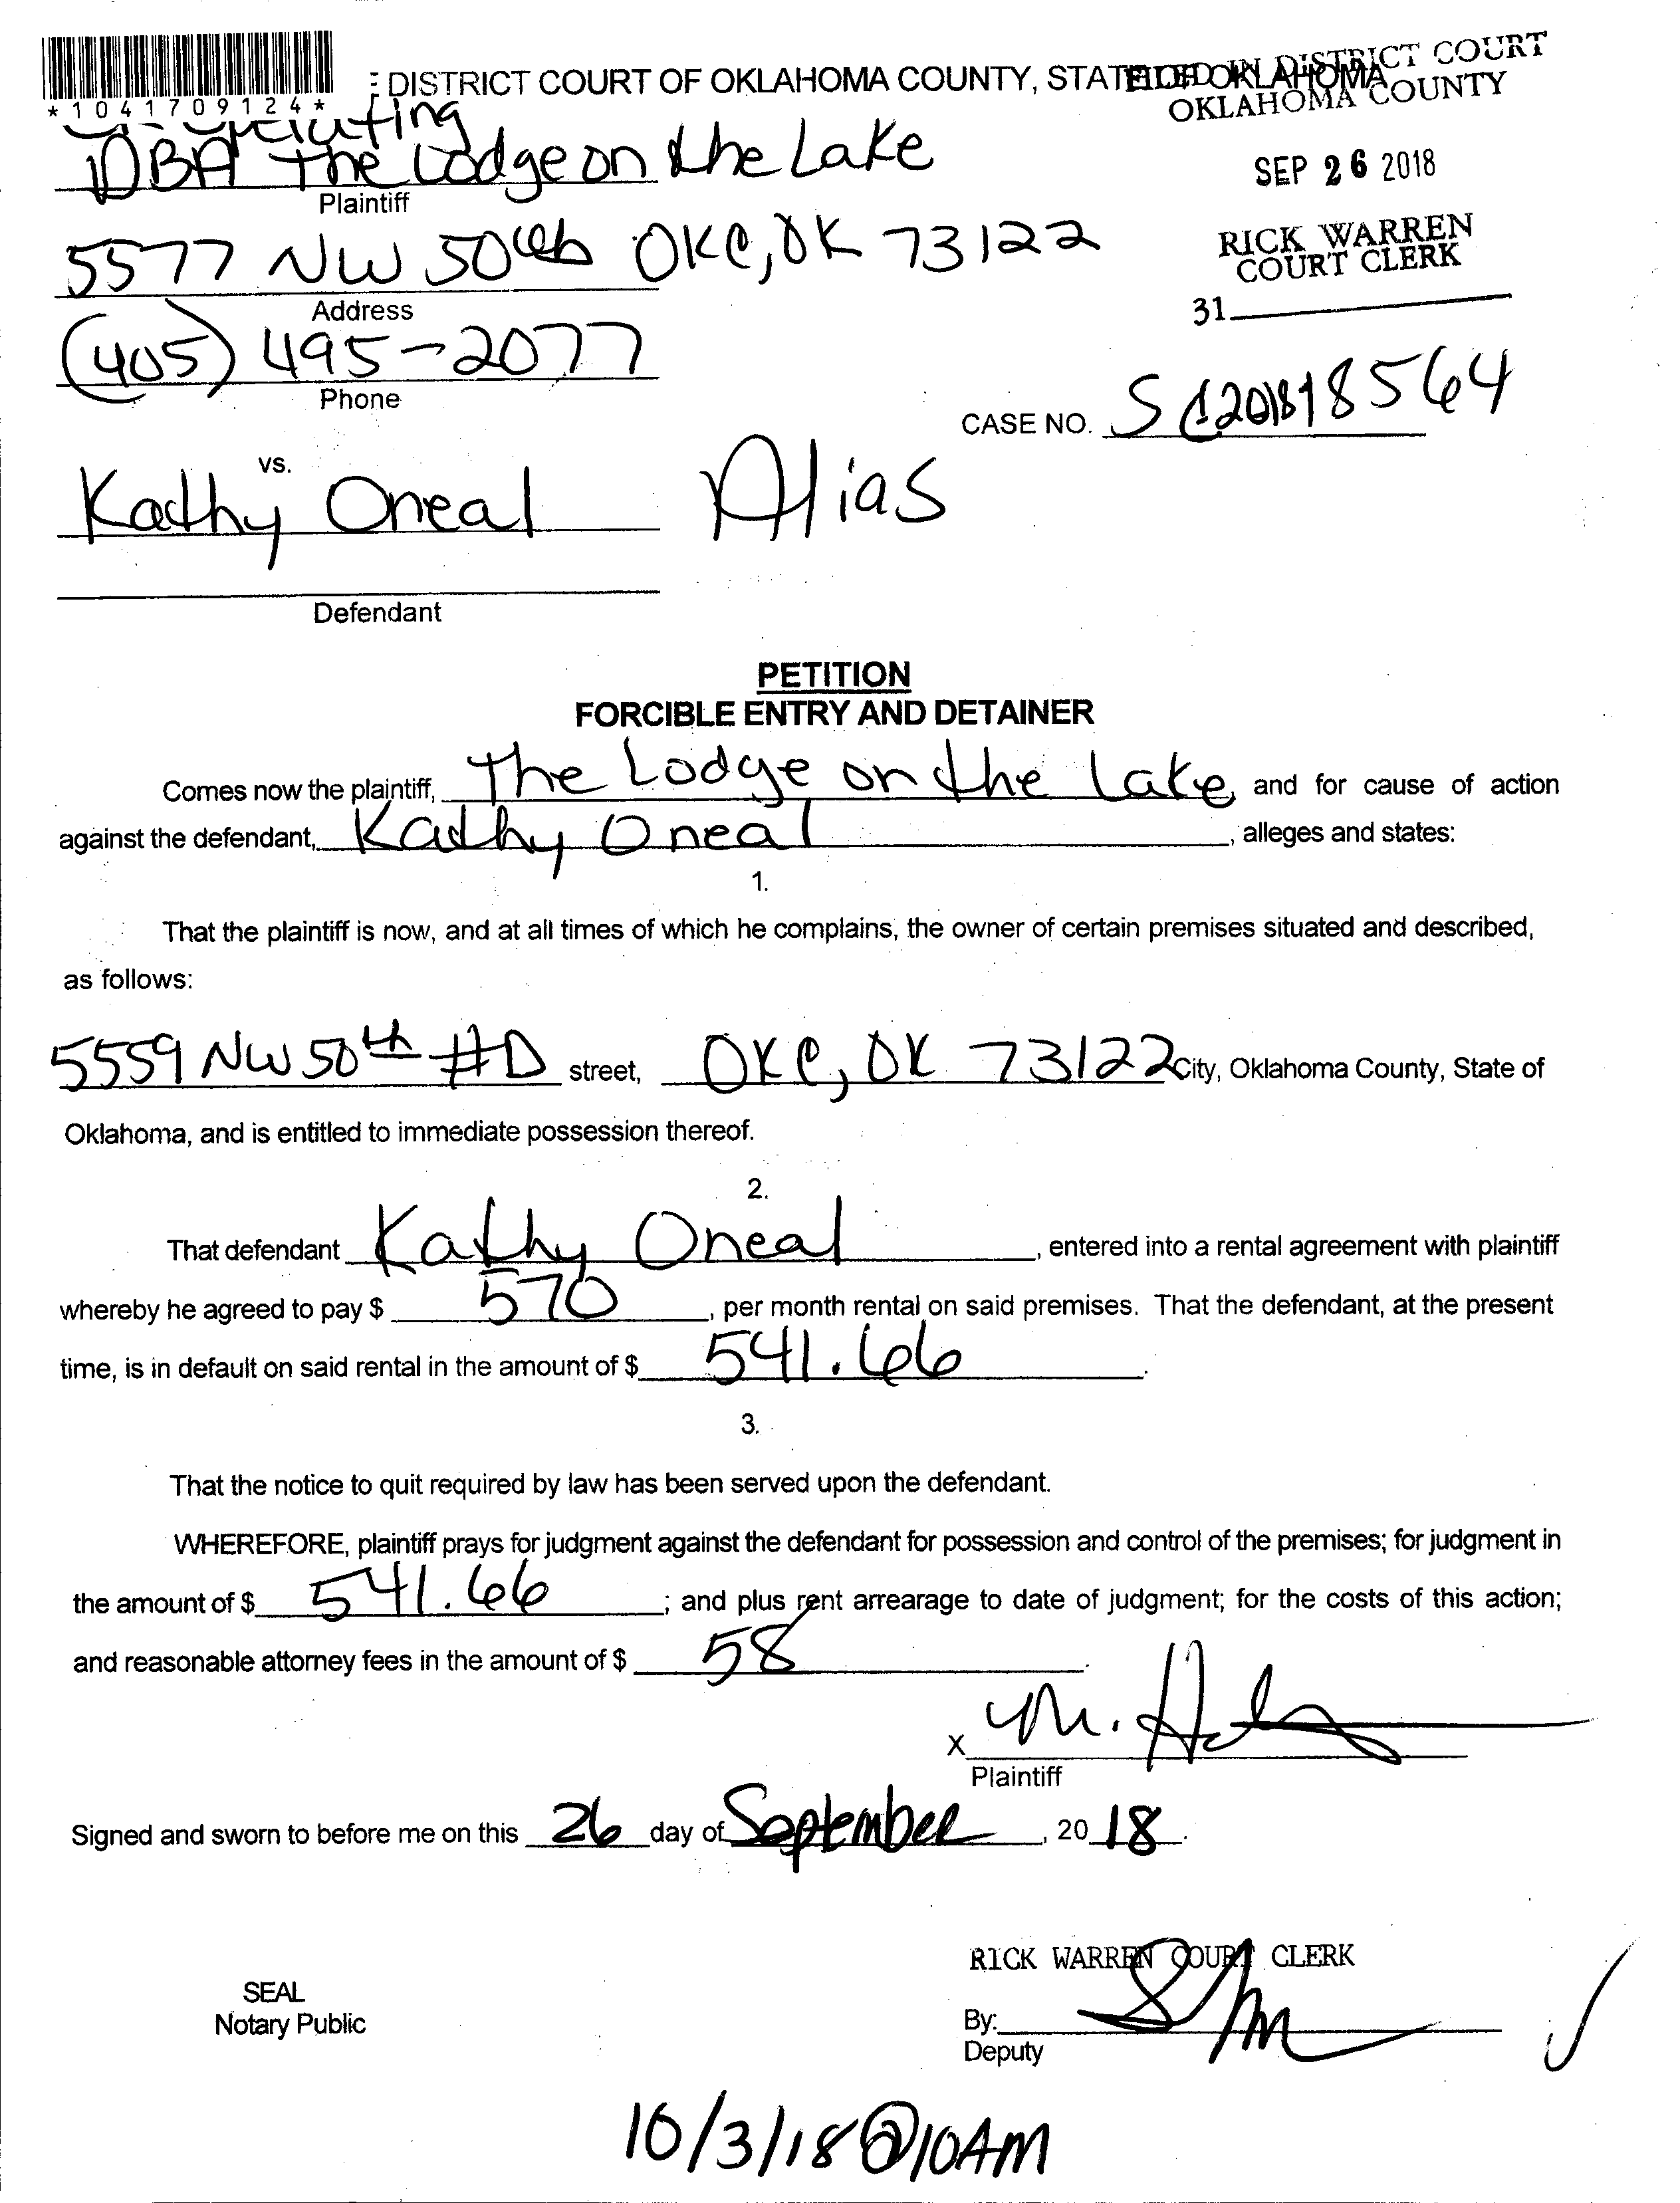 *1041709124*
DISTRICT COURT OF OKLAHOMA COUNTY, STATE OF OKLAHOMA
FILED IN DISTRICT COURT
OKLAHOMA COUNTY
DBA The Lodge on the Lake
Plaintiff
SEP 26 2018
5577 NW 50th OKC, OK 73122
Address
RICK WARREN
COURT CLERK
31
(405) 495-2077
Phone
CASE NO.
vs.
Kathy Oneal Alias
Defendant
PETITION
FORCIBLE ENTRY AND DETAINER
Comes now the plaintiff, The Lodge on the Lake, and for cause of action
against the defendant, Kathy Oneal, alleges and states:
1.
That the plaintiff is now, and at all times of which he complains, the owner of certain premises situated and described,
as follows:
5559 NW 50th #D street, OKC, OK 73122 City, Oklahoma County, State of
Oklahoma, and is entitled to immediate possession thereof.
2.
That defendant Kathy Oneal, entered into a rental agreement with plaintiff
whereby he agreed to pay $ 570, per month rental on said premises. That the defendant, at the present
time, is in default on said rental in the amount of $ 541.66.
3.
That the notice to quit required by law has been served upon the defendant.
WHEREFORE, plaintiff prays for judgment against the defendant for possession and control of the premises; for judgment in
the amount of $ 541.66; and plus rent arrearage to date of judgment; for the costs of this action;
and reasonable attorney fees in the amount of $ 58.
X
Plaintiff
Signed and sworn to before me on this 26 day of September, 2018.
RICK WARREN COURT CLERK
SEAL
Notary Public
By:
Deputy
10/3/18 @ 10AM